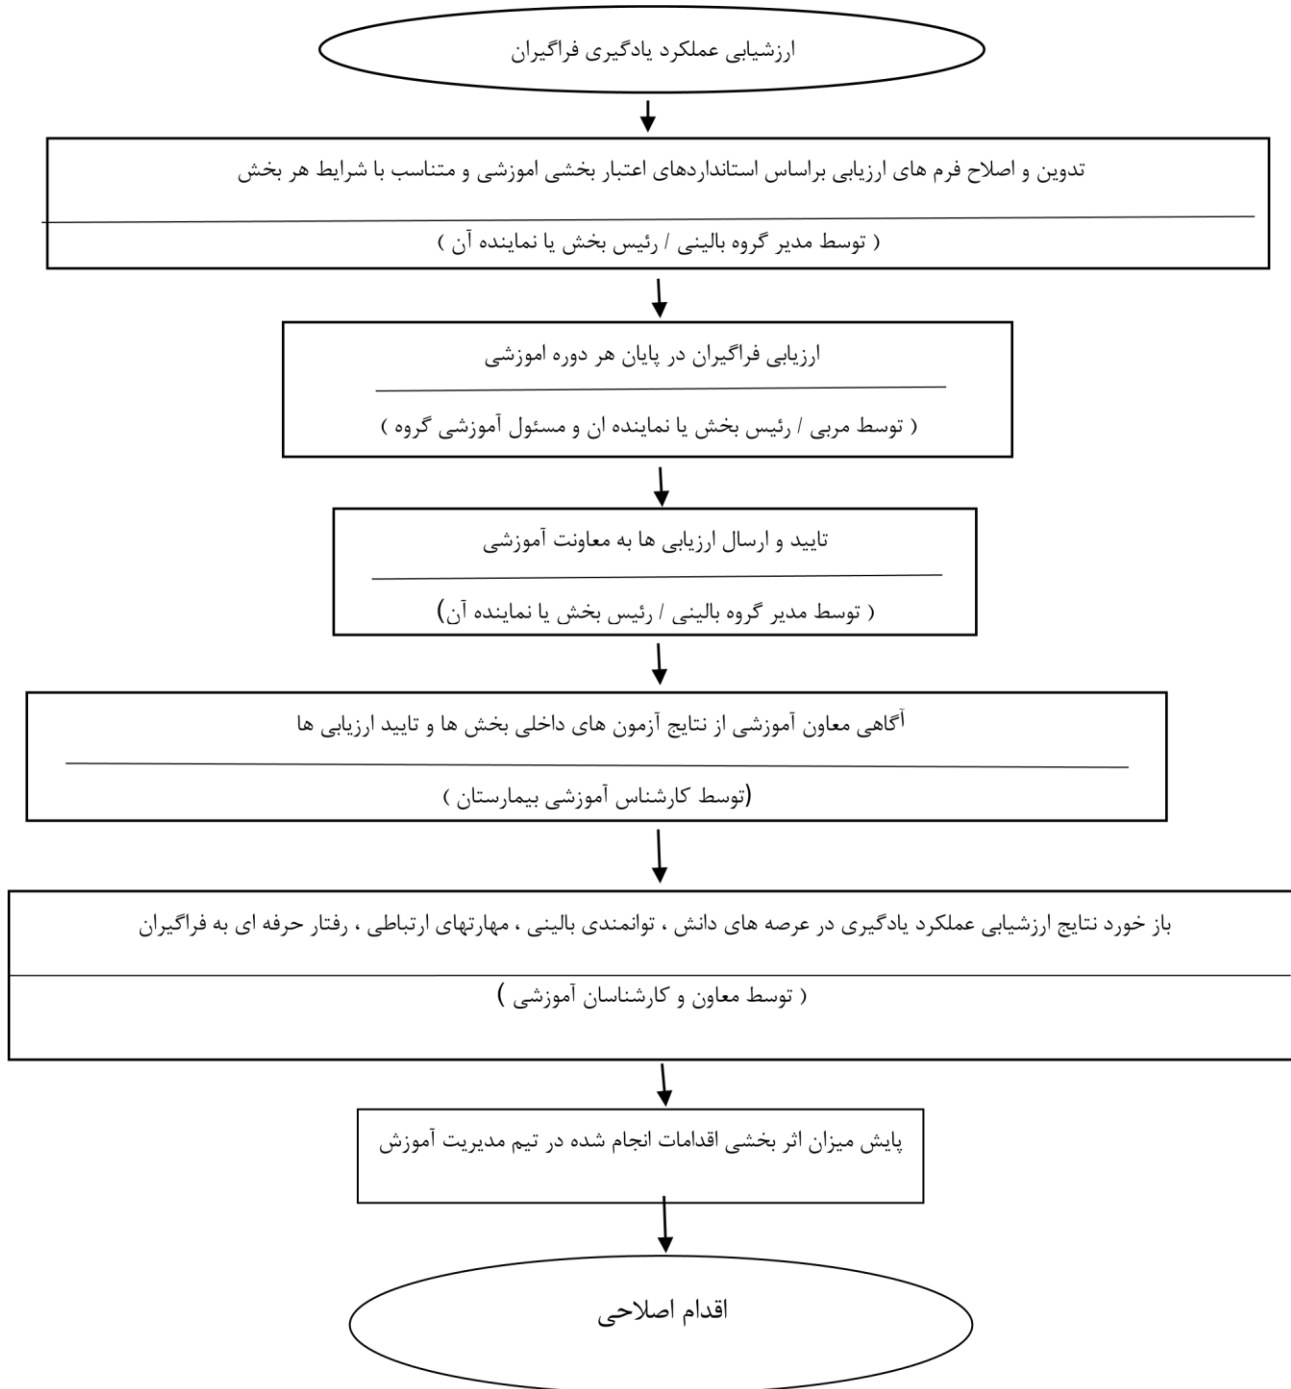 ارزشیابی عملکرد یادگیری فراگیران
تدوین و اصلاح فرم های ارزیابی براساس استانداردهای اعتبار بخشی اموزشی و متناسب با شرایط هر بخش
( توسط مدیر گروه بالینی / رئیس بخش یا نماینده آن )
ارزیابی فراگیران در پایان هر دوره اموزشی
( توسط مربی / رئیس بخش یا نماینده ان و مسئول آموزشی گروه )
تایید و ارسال ارزیابی ها به معاونت آموزشی
( توسط مدیر گروه بالینی / رئیس بخش یا نماینده آن)
آگاهی معاون آموزشی از نتایج آزمون های داخلی بخش ها و تایید ارزیابی ها
(توسط کارشناس آموزشی بیمارستان )
باز خورد نتایج ارزشیابی عملکرد یادگیری در عرصه های دانش ، توانمندی بالینی ، مهارتهای ارتباطی ، رفتار حرفه ای به فراگیران
( توسط معاون و کارشناسان آموزشی )
پایش میزان اثر بخشی اقدامات انجام شده در تیم مدیریت آموزش
اقدام اصلاحی